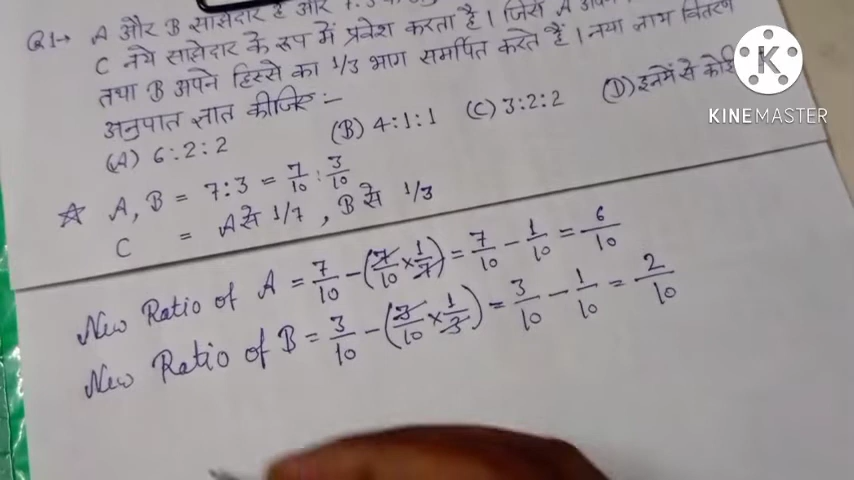 Q1→ A और B साझेदार है और 7:3
C नये साझेदार के रूप में प्रवेश करता है। जिसे A अपने
तथा B अपने हिस्से का 1/3 भाग समर्पित करते हैं। नया लाभ वितरण
अनुपात ज्ञात कीजिए:-
(A) 6:2:2 (B) 4:1:1 (C) 3:2:2 (D) इनमें से कोई
☆ A, B = 7:3 = 7/10 : 3/10
C = A से 1/7, B से 1/3
New Ratio of A = 7/10 - (7/10 × 1/7) = 7/10 - 1/10 = 6/10
New Ratio of B = 3/10 - (3/10 × 1/3) = 3/10 - 1/10 = 2/10
K
KINEMASTER